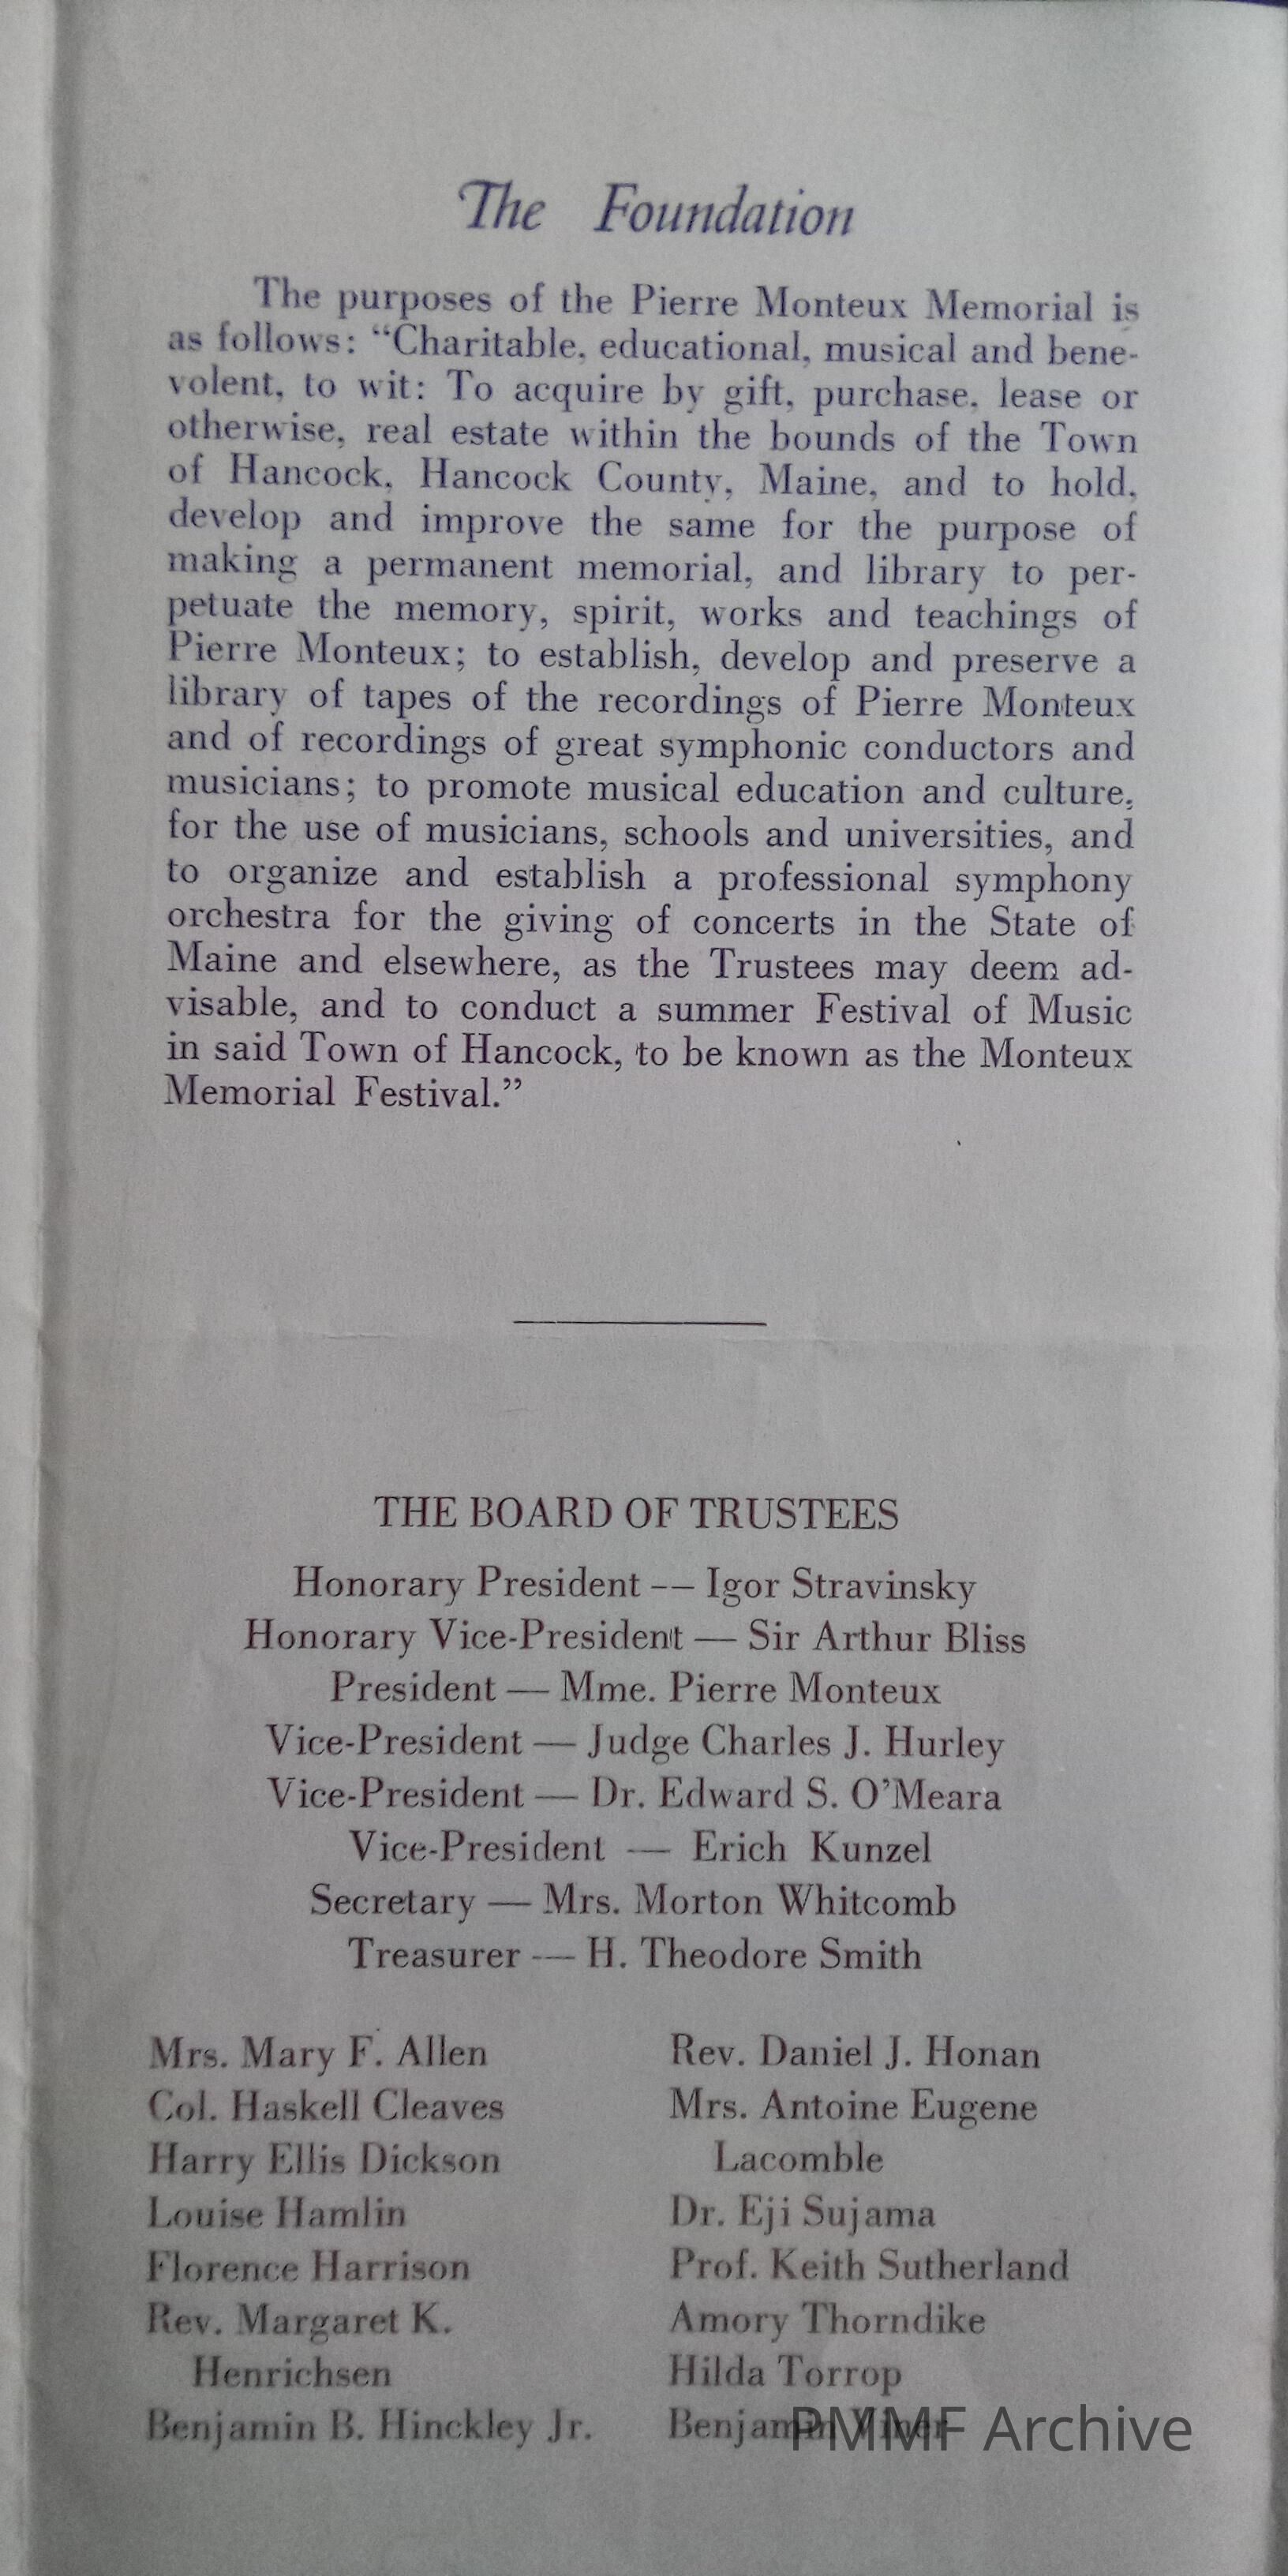 The Foundation
The purposes of the Pierre Monteux Memorial is
as follows: “Charitable, educational, musical and bene-
volent, to wit: To acquire by gift, purchase, lease or
otherwise, real estate within the bounds of the Town
of Hancock, Hancock County, Maine, and to hold,
develop and improve the same for the purpose of
making a permanent memorial, and library to per-
petuate the memory, spirit, works and teachings of
Pierre Monteux; to establish, develop and preserve a
library of tapes of the recordings of Pierre Monteux
and of recordings of great symphonic conductors and
musicians; to promote musical education and culture,
for the use of musicians, schools and universities, and
to organize and establish a professional symphony
orchestra for the giving of concerts in the State of
Maine and elsewhere, as the Trustees may deem ad-
visable, and to conduct a summer Festival of Music
in said Town of Hancock, to be known as the Monteux
Memorial Festival.”
THE BOARD OF TRUSTEES
Honorary President — Igor Stravinsky
Honorary Vice-President — Sir Arthur Bliss
President — Mme. Pierre Monteux
Vice-President — Judge Charles J. Hurley
Vice-President — Dr. Edward S. O’Meara
Vice-President — Erich Kunzel
Secretary — Mrs. Morton Whitcomb
Treasurer — H. Theodore Smith
Mrs. Mary F. Allen
Col. Haskell Cleaves
Harry Ellis Dickson
Louise Hamlin
Florence Harrison
Rev. Margaret K.
Henrichsen
Benjamin B. Hinckley Jr.
Rev. Daniel J. Honan
Mrs. Antoine Eugene
Lacomble
Dr. Eji Sujama
Prof. Keith Sutherland
Amory Thorndike
Hilda Torrop
Benjamin
PMMF Archive